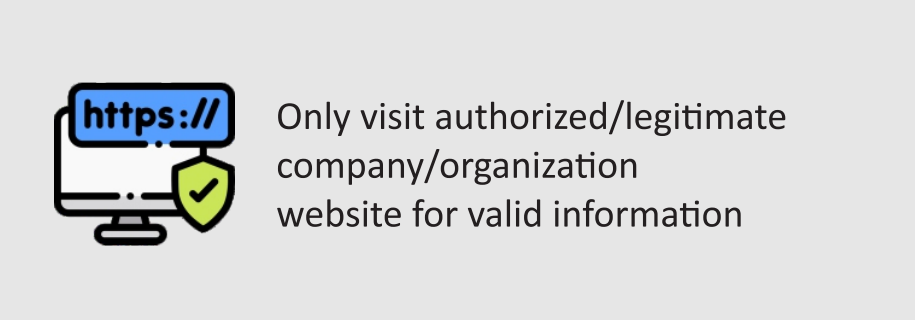 https://
Only visit authorized/legitimate
company/organization
website for valid information